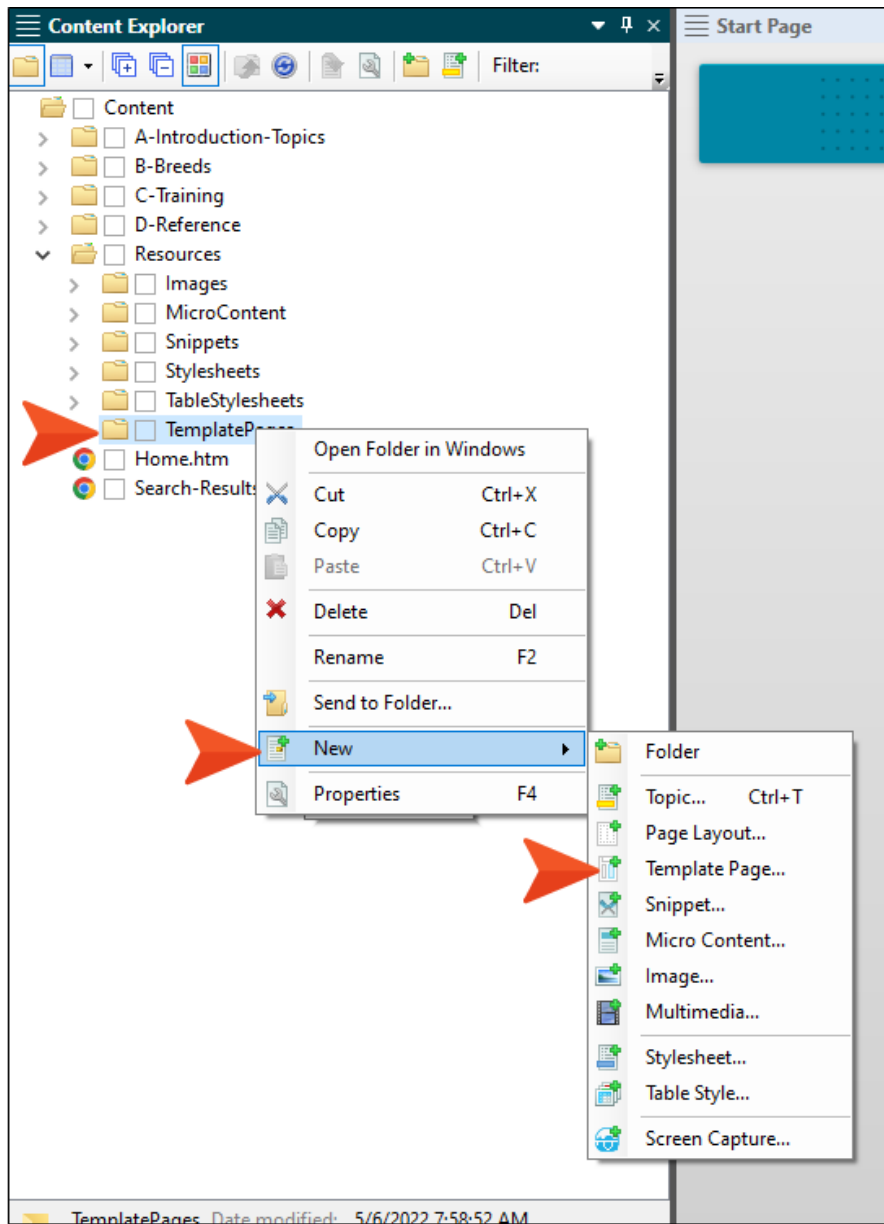 Content Explorer
Start Page
Filter:
Content
A-Introduction-Topics
B-Breeds
C-Training
D-Reference
Resources
Images
MicroContent
Snippets
Stylesheets
TableStylesheets
TemplatePages
Home.htm
Search-Results
Open Folder in Windows
Cut Ctrl+X
Copy Ctrl+C
Paste Ctrl+V
Delete Del
Rename F2
Send to Folder...
New
Properties F4
Folder
Topic... Ctrl+T
Page Layout...
Template Page...
Snippet...
Micro Content...
Image...
Multimedia...
Stylesheet...
Table Style...
Screen Capture...
TemplatePages Date modified: 5/6/2022 7:58:52 AM